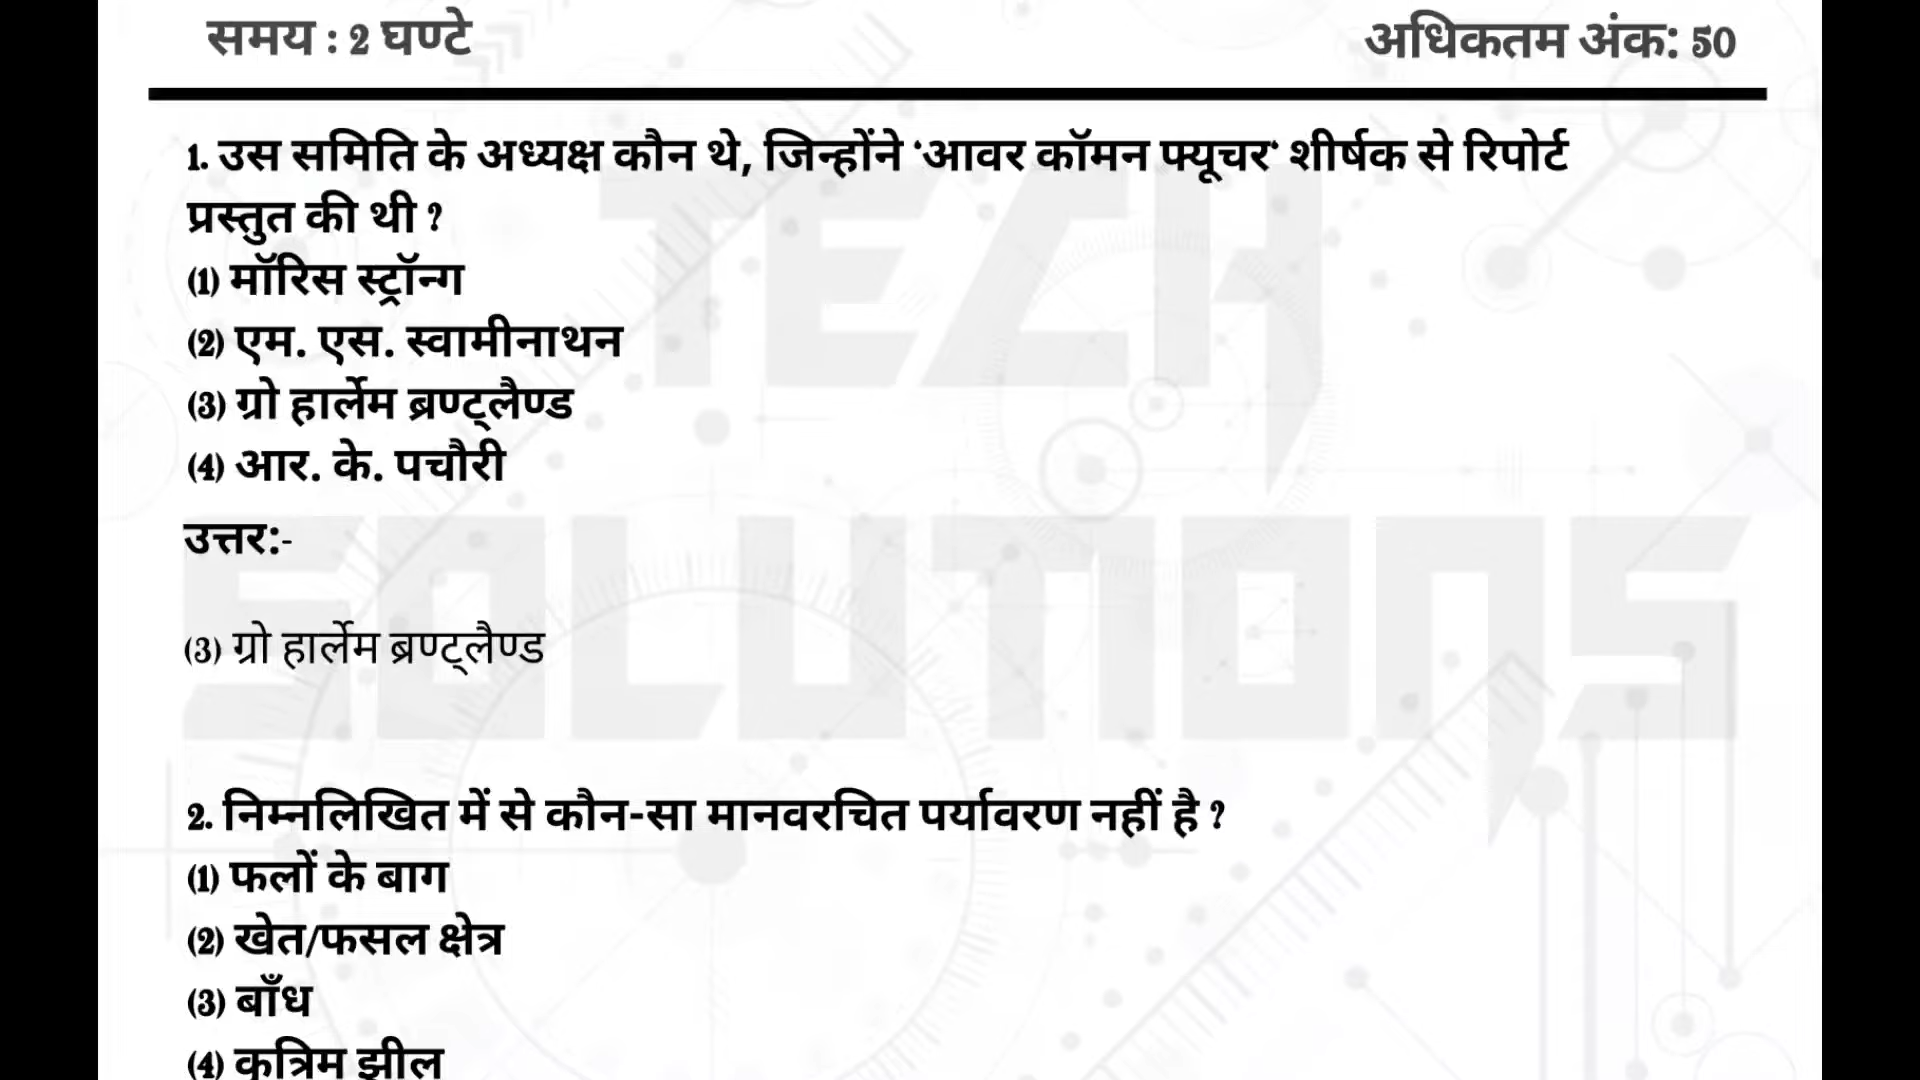 समय : 2 घण्टे
अधिकतम अंक: 50
1. उस समिति के अध्यक्ष कौन थे, जिन्होंने 'आवर कॉमन फ्यूचर' शीर्षक से रिपोर्ट
प्रस्तुत की थी ?
(1) मॉरिस स्ट्रॉन्ग
(2) एम. एस. स्वामीनाथन
(3) ग्रो हार्लेम ब्रण्ट्लैण्ड
(4) आर. के. पचौरी
उत्तर:-
(3) ग्रो हार्लेम ब्रण्ट्लैण्ड
2. निम्नलिखित में से कौन-सा मानवरचित पर्यावरण नहीं है ?
(1) फलों के बाग
(2) खेत/फसल क्षेत्र
(3) बाँध
(4) कृत्रिम झील
TECH
SOLUTIONS